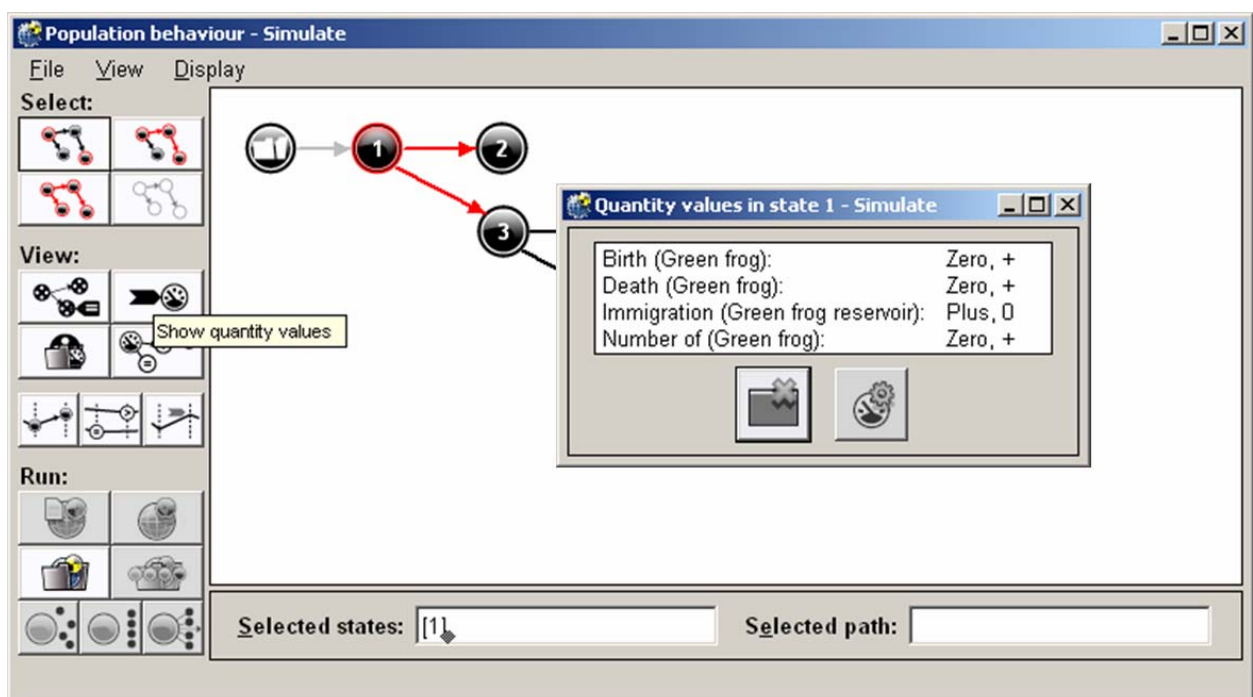 Population behaviour - Simulate
File View Display
Select:
1 2
3
Quantity values in state 1 - Simulate
Birth (Green frog): Zero, +
Death (Green frog): Zero, +
Immigration (Green frog reservoir): Plus, 0
Number of (Green frog): Zero, +
View:
Show quantity values
Run:
Selected states: [1] Selected path: